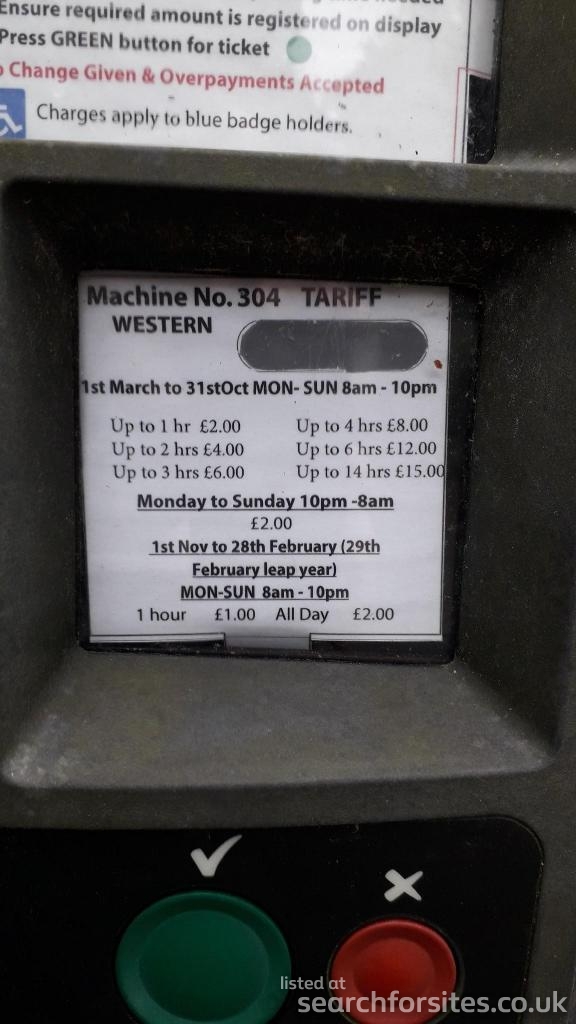 Ensure required amount is registered on display
Press GREEN button for ticket
Change Given & Overpayments Accepted
Charges apply to blue badge holders.
Machine No. 304 TARIFF
WESTERN
1st March to 31stOct MON- SUN 8am - 10pm
Up to 1 hr £2.00 Up to 4 hrs £8.00
Up to 2 hrs £4.00 Up to 6 hrs £12.00
Up to 3 hrs £6.00 Up to 14 hrs £15.00
Monday to Sunday 10pm -8am
£2.00
1st Nov to 28th February (29th
February leap year)
MON-SUN 8am - 10pm
1 hour £1.00 All Day £2.00
listed at
searchforsites.co.uk